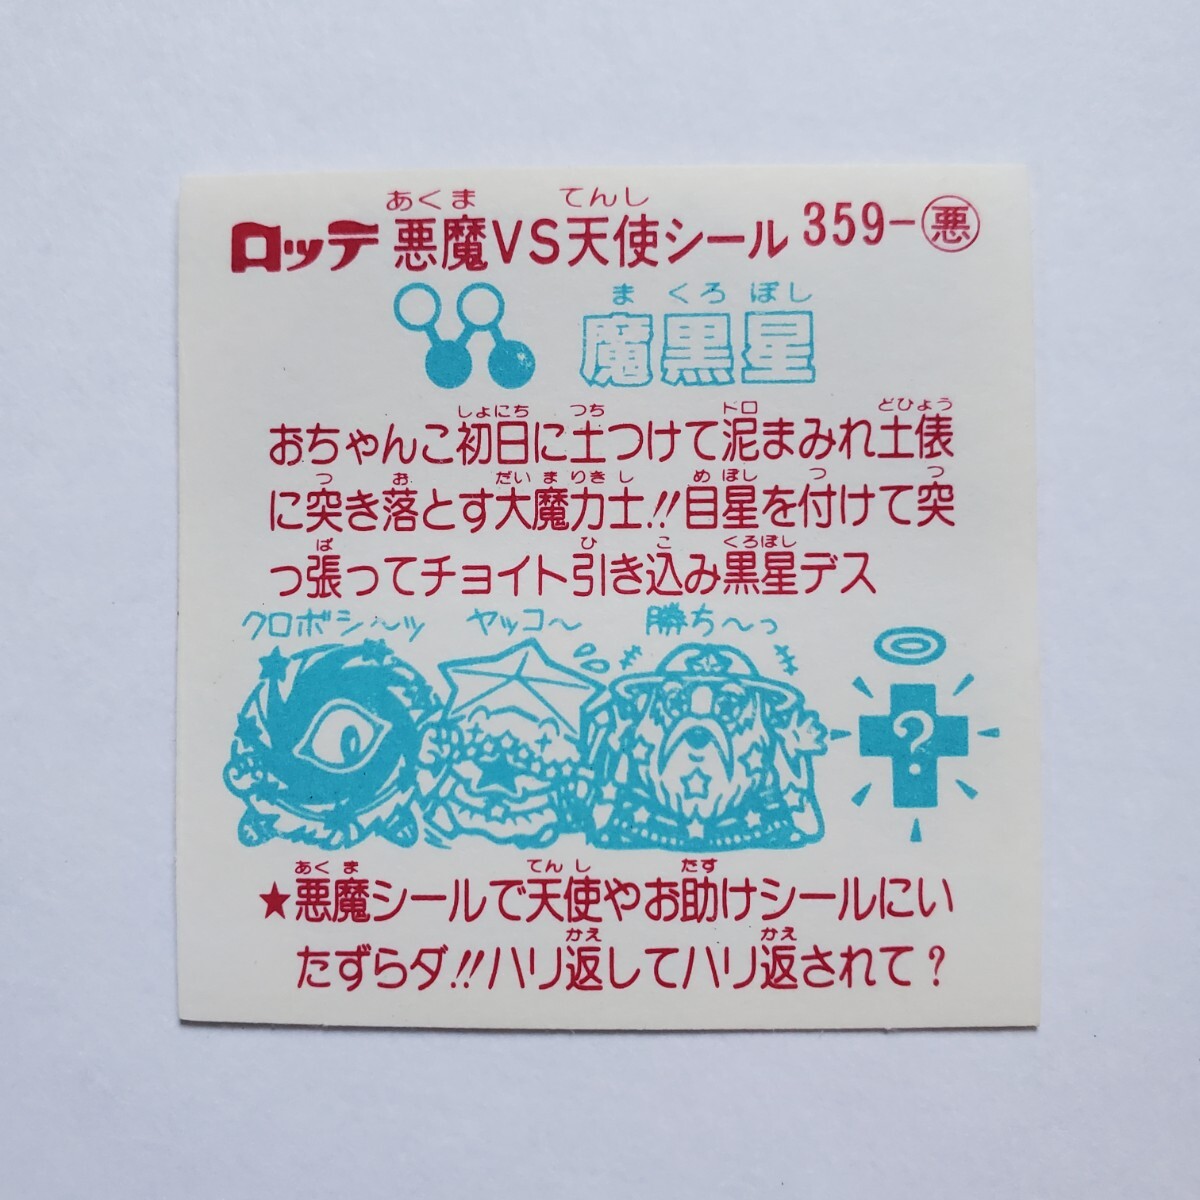 あくま てんし
ロッテ 悪魔VS天使シール 359-悪
まくろぼし
魔黒星
しょにち つち ドロ どひょう
おちゃんこ初日に土つけて泥まみれ土俵
つ お だいまりきし めぼし つ つ
に突き落とす大魔力士!!目星を付けて突
ぱ ひ こ くろぼし
っ張ってチョイト引き込み黒星デス
クロボシ〜ッ ヤッコ〜 勝ち〜っ
?
あくま てんし たす
★悪魔シールで天使やお助けシールにい
かえ かえ
たずらダ!!ハリ返してハリ返されて?